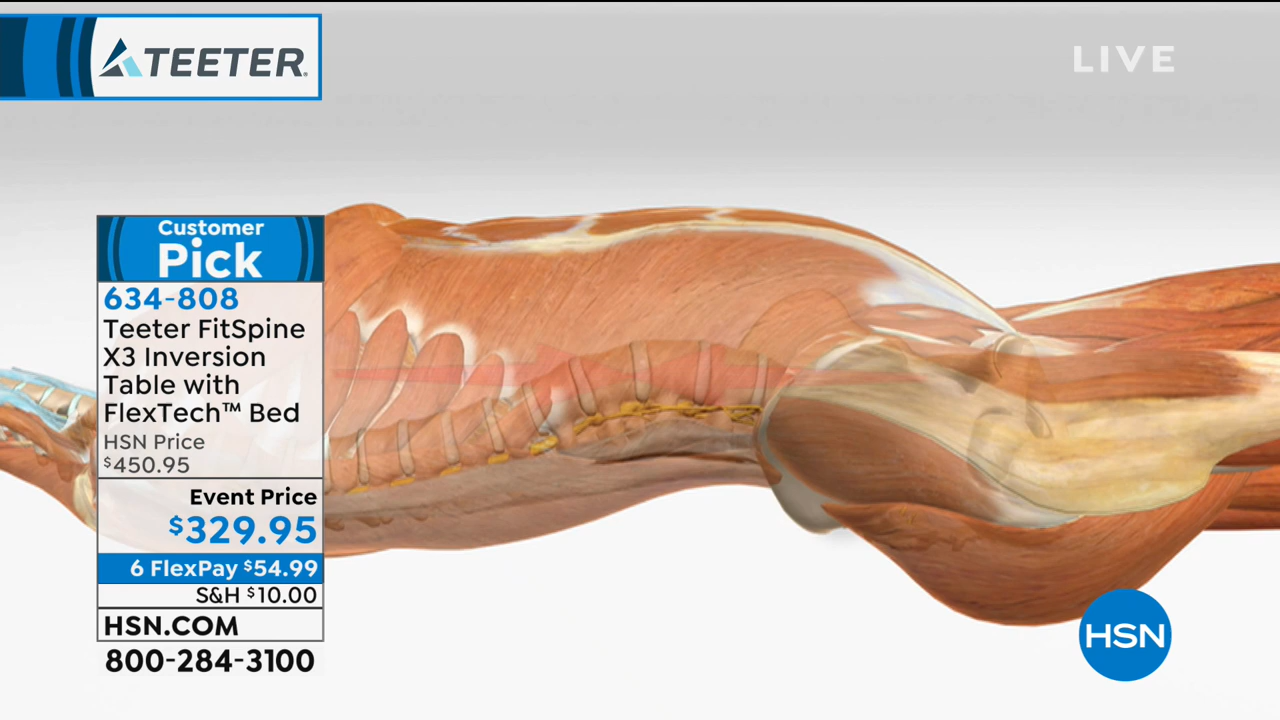 TEETER
LIVE
Customer
Pick
634-808
Teeter FitSpine
X3 Inversion
Table with
FlexTech™ Bed
HSN Price
$450.95
Event Price
$329.95
6 FlexPay $54.99
S&H $10.00
HSN.COM
800-284-3100
HSN